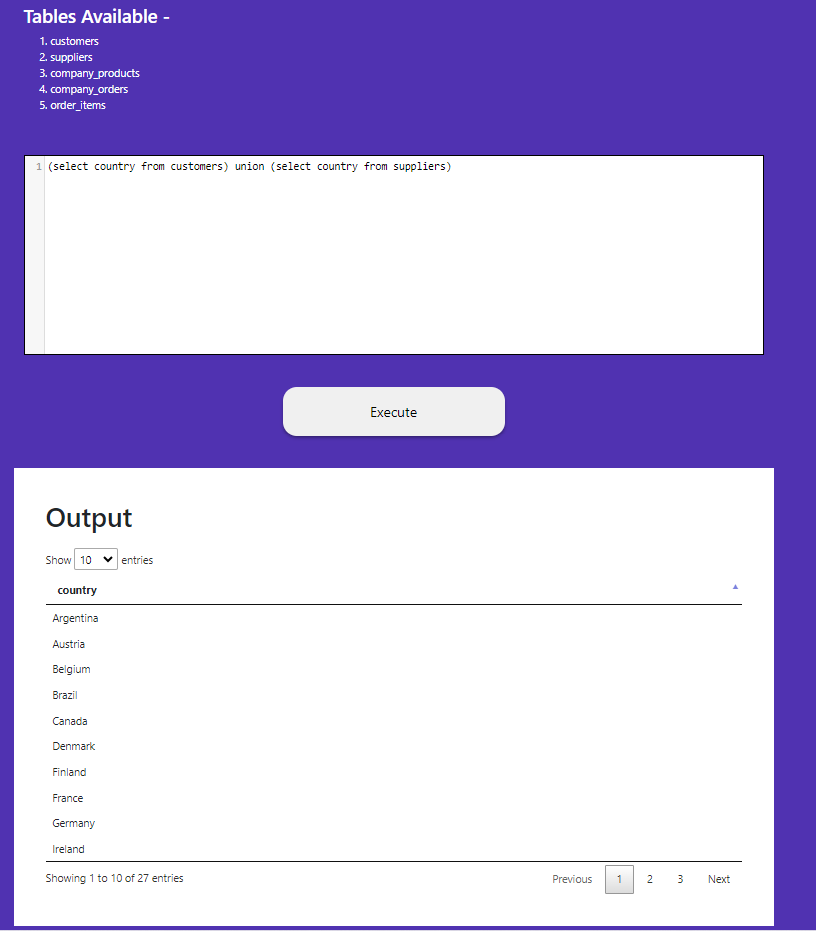 Tables Available -
1. customers
2. suppliers
3. company_products
4. company_orders
5. order_items
1 (select country from customers) union (select country from suppliers)
Execute
Output
Show 10 entries
country
Argentina
Austria
Belgium
Brazil
Canada
Denmark
Finland
France
Germany
Ireland
Showing 1 to 10 of 27 entries Previous 1 2 3 Next